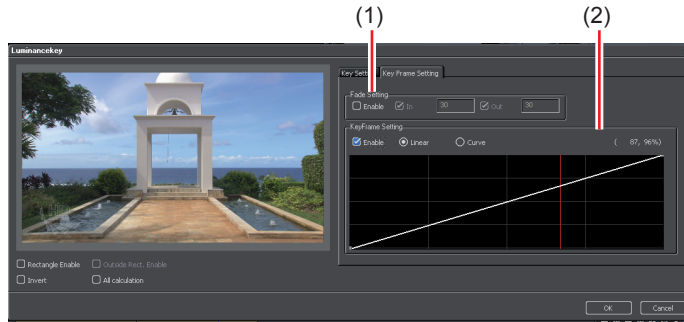 (1) (2)
Luminancekey
Key Setting Key Frame Setting
Fade Setting
Enable In 30 Out 30
KeyFrame Setting
Enable Linear Curve ( 87, 96%)
Rectangle Enable Outside Rect. Enable
Invert All calculation
OK Cancel